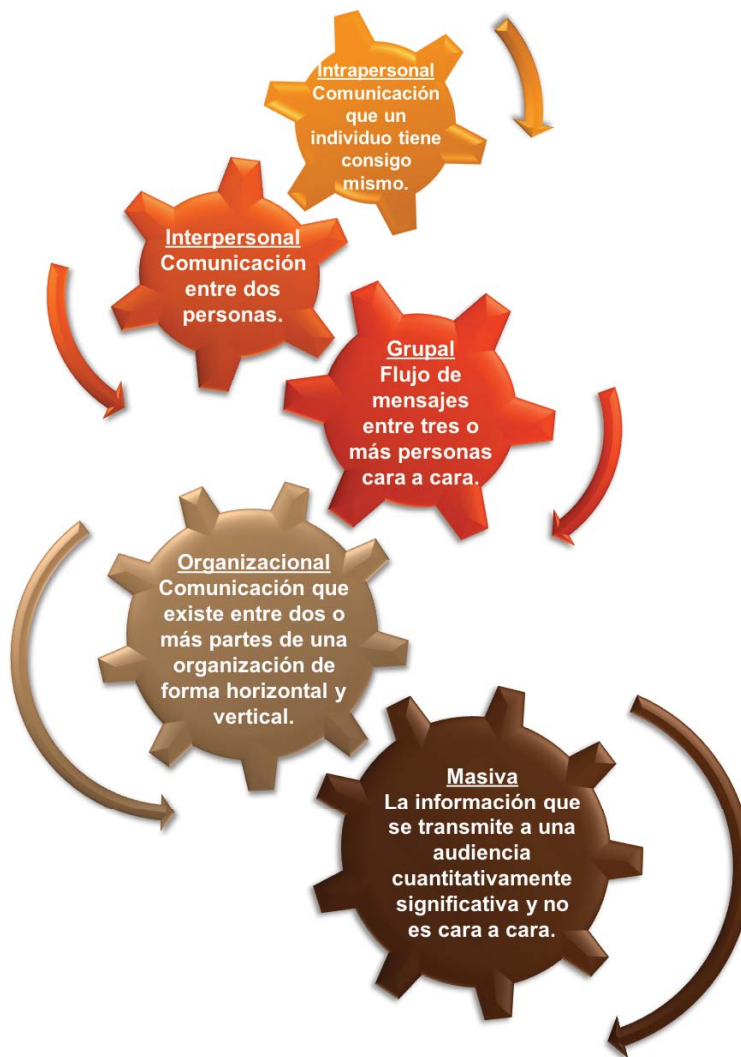 Intrapersonal
Comunicación
que un
individuo tiene
consigo
mismo.
Interpersonal
Comunicación
entre dos
personas.
Grupal
Flujo de
mensajes
entre tres o
más personas
cara a cara.
Organizacional
Comunicación que
existe entre dos o
más partes de una
organización de
forma horizontal y
vertical.
Masiva
La información que
se transmite a una
audiencia
cuantitativamente
significativa y no
es cara a cara.